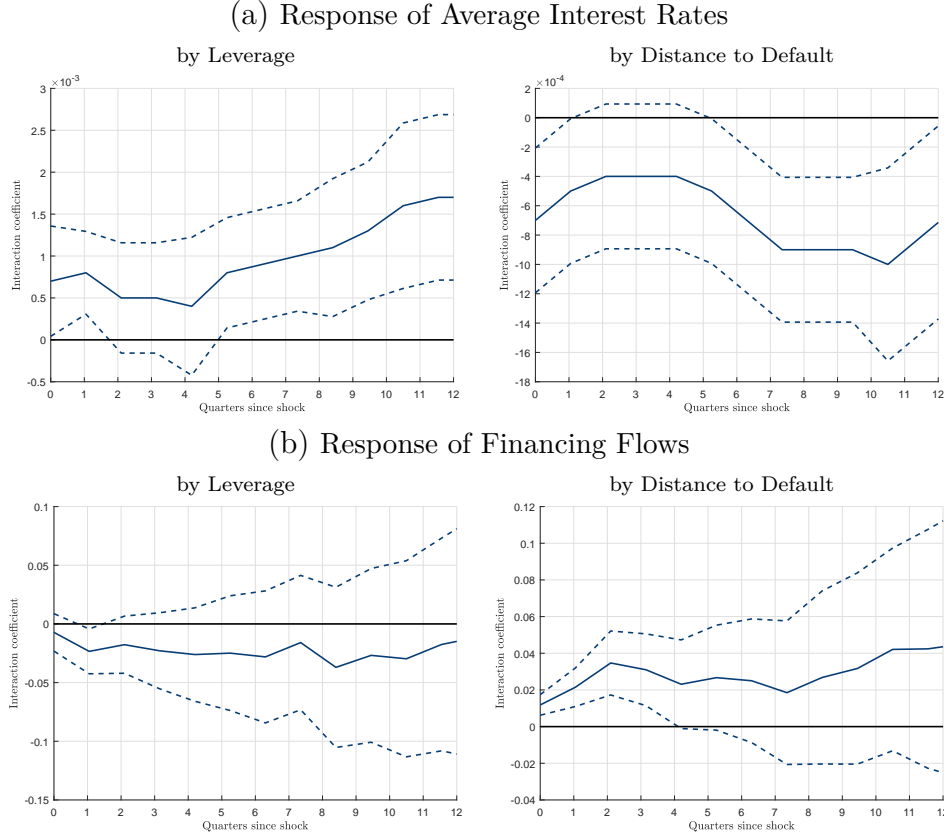 (a) Response of Average Interest Rates
by Leverage
×10⁻³
3
2.5
2
1.5
1
0.5
0
-0.5
Interaction coefficient
0 1 2 3 4 5 6 7 8 9 10 11 12
Quarters since shock
by Distance to Default
×10⁻⁴
2
0
-2
-4
-6
-8
-10
-12
-14
-16
-18
Interaction coefficient
0 1 2 3 4 5 6 7 8 9 10 11 12
Quarters since shock
(b) Response of Financing Flows
by Leverage
0.1
0.05
0
-0.05
-0.1
-0.15
Interaction coefficient
0 1 2 3 4 5 6 7 8 9 10 11 12
Quarters since shock
by Distance to Default
0.12
0.1
0.08
0.06
0.04
0.02
0
-0.02
-0.04
Interaction coefficient
0 1 2 3 4 5 6 7 8 9 10 11 12
Quarters since shock